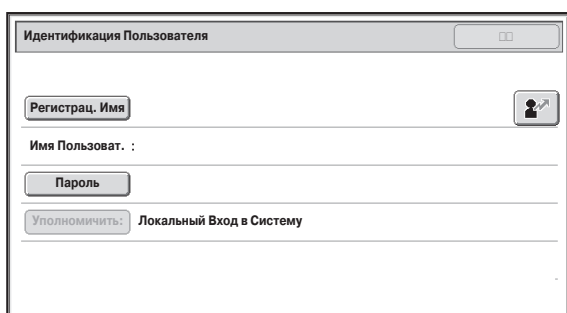 Идентификация Пользователя
Регистрац. Имя
Имя Пользоват. :
Пароль
Уполномичить: Локальный Вход в Систему